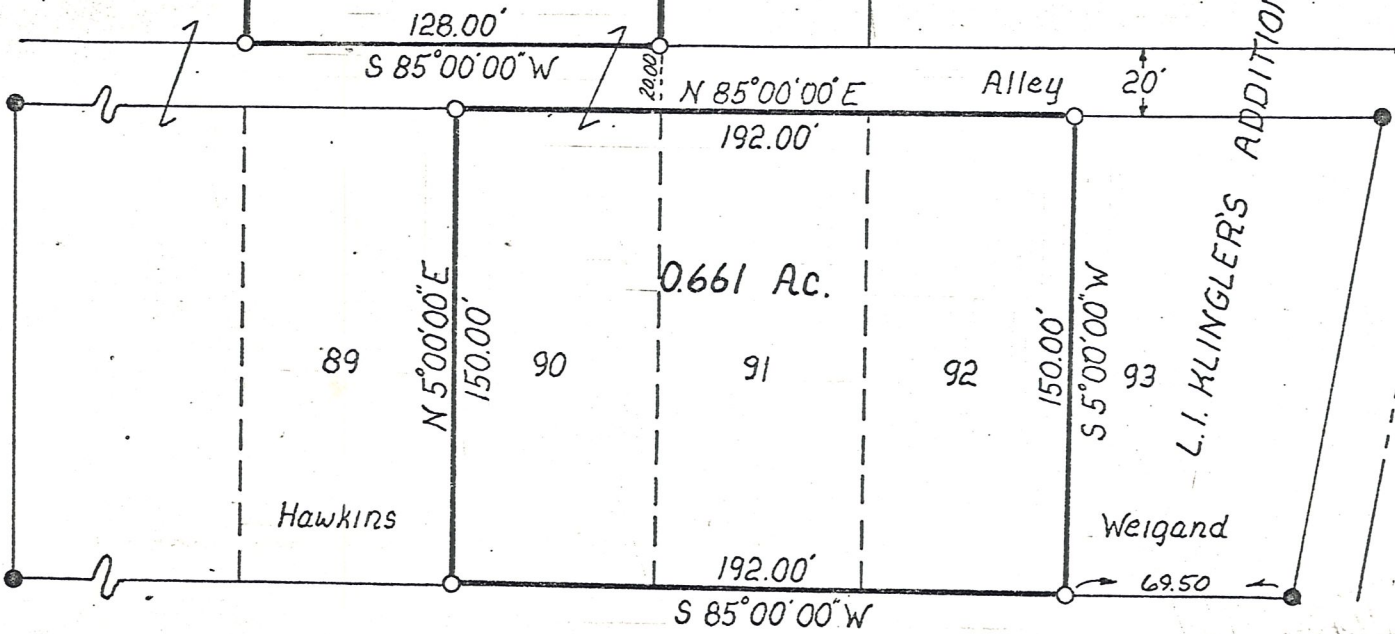 128.00'
S 85°00'00" W
20.00
N 85°00'00" E
192.00'
Alley
20'
L.I. KLINGLER'S ADDITION
0.661 Ac.
N 5°00'00" E
150.00'
150.00'
S 5°00'00" W
89
90
91
92
93
Hawkins
Weigand
192.00'
S 85°00'00" W
69.50